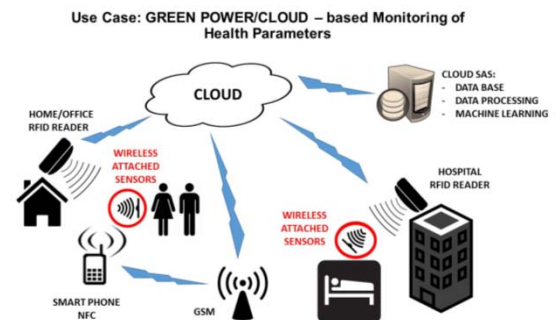 Use Case: GREEN POWER/CLOUD – based Monitoring of
Health Parameters
CLOUD
CLOUD SAS:
- DATA BASE
- DATA PROCESSING
- MACHINE LEARNING
HOME/OFFICE
RFID READER
WIRELESS
ATTACHED
SENSORS
HOSPITAL
RFID READER
WIRELESS
ATTACHED
SENSORS
SMART PHONE
NFC
GSM